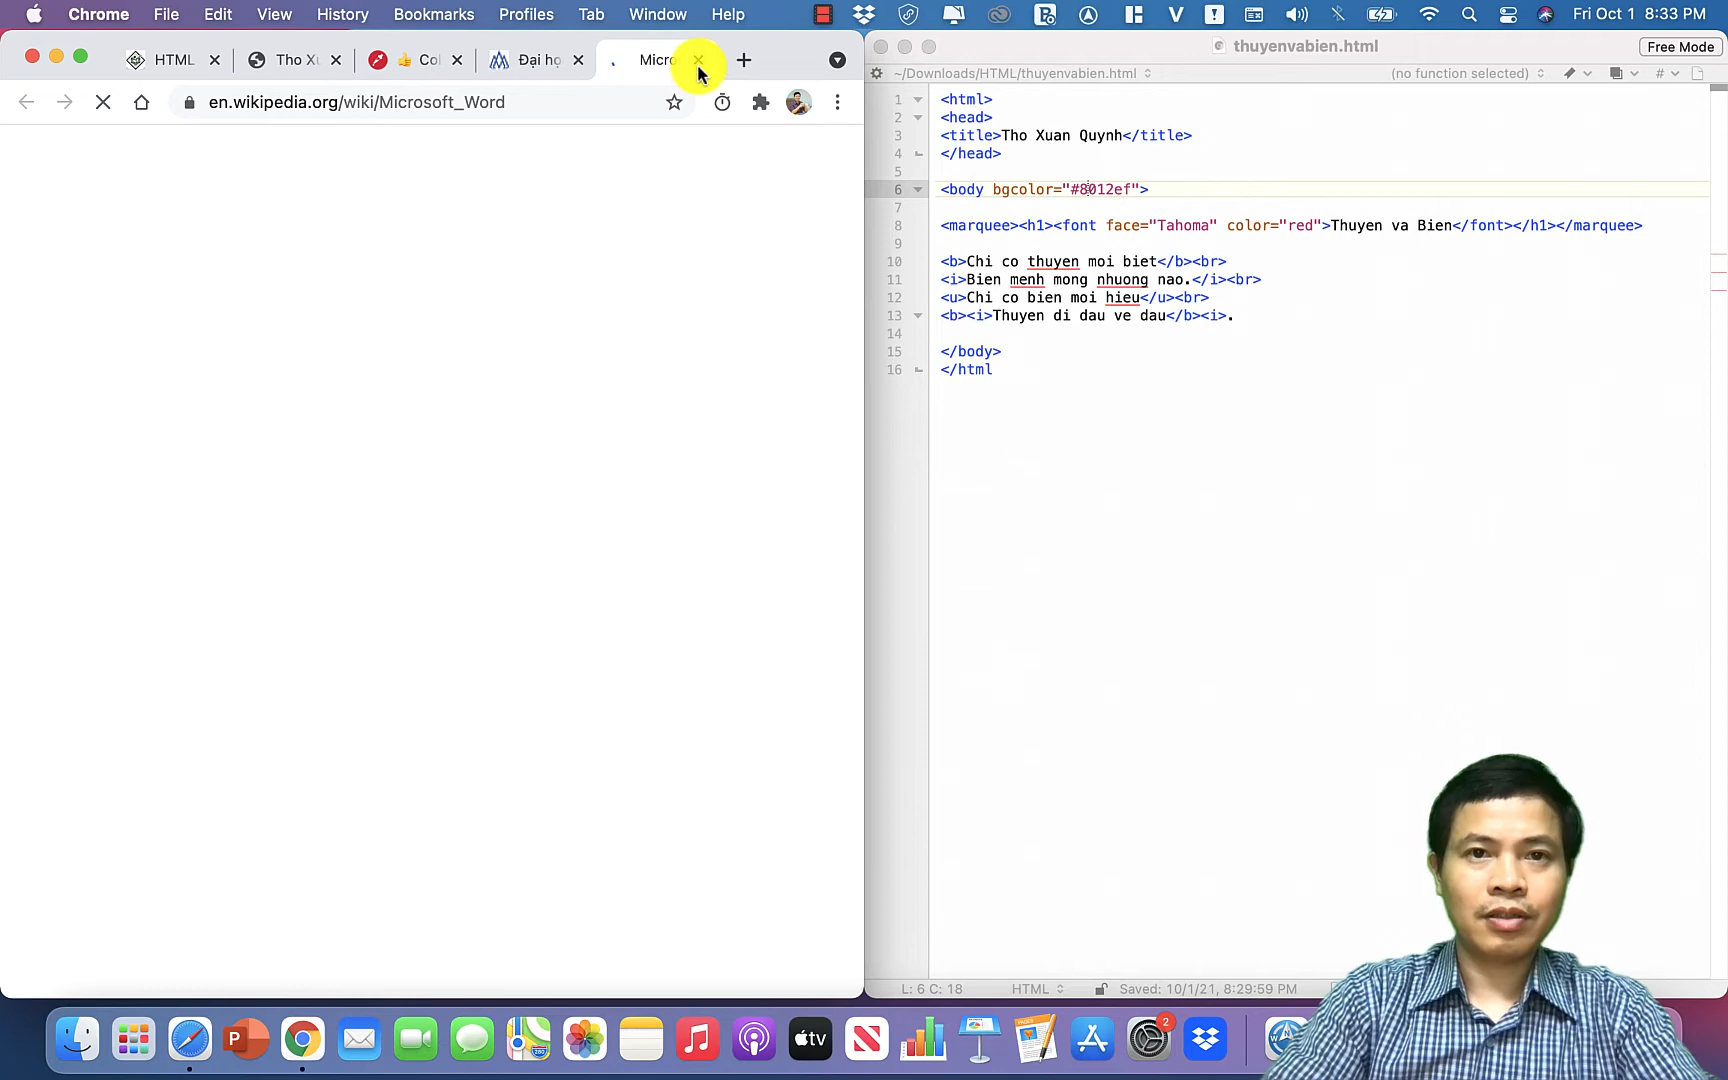 Chrome File Edit View History Bookmarks Profiles Tab Window Help Fri Oct 1 8:33 PM
HTML Tho Xu Col Đại họ Micro
en.wikipedia.org/wiki/Microsoft_Word
thuyenvabien.html Free Mode
~/Downloads/HTML/thuyenvabien.html (no function selected) #
1 <html>
2 <head>
3 <title>Tho Xuan Quynh</title>
4 </head>
5
6 <body bgcolor="#8012ef">
7
8 <marquee><h1><font face="Tahoma" color="red">Thuyen va Bien</font></h1></marquee>
9
10 <b>Chi co thuyen moi biet</b><br>
11 <i>Bien menh mong nhuong nao.</i><br>
12 <u>Chi co bien moi hieu</u><br>
13 <b><i>Thuyen di dau ve dau</b><i>.
14
15 </body>
16 </html
L: 6 C: 18 HTML Saved: 10/1/21, 8:29:59 PM
P tv 280 PAGES 2